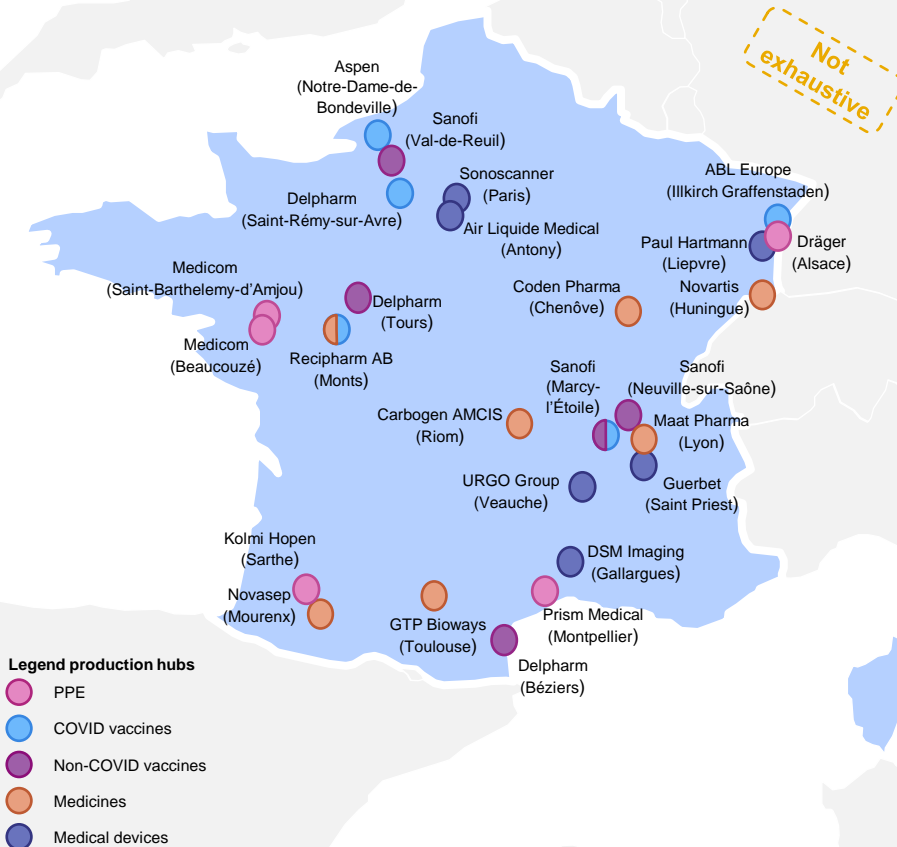 Not
exhaustive
Aspen
(Notre-Dame-de-
Bondeville)
Sanofi
(Val-de-Reuil)
Sonoscanner
(Paris)
ABL Europe
(Illkirch Graffenstaden)
Delpharm
(Saint-Rémy-sur-Avre)
Air Liquide Medical
(Antony)
Paul Hartmann
(Liepvre)
Dräger
(Alsace)
Medicom
(Saint-Barthelemy-d'Amjou)
Coden Pharma
(Chenôve)
Novartis
(Huningue)
Delpharm
(Tours)
Medicom
(Beaucouzé)
Recipharm AB
(Monts)
Sanofi
(Marcy-
l'Étoile)
Sanofi
(Neuville-sur-Saône)
Carbogen AMCIS
(Riom)
Maat Pharma
(Lyon)
URGO Group
(Veauche)
Guerbet
(Saint Priest)
Kolmi Hopen
(Sarthe)
DSM Imaging
(Gallargues)
Novasep
(Mourenx)
GTP Bioways
(Toulouse)
Prism Medical
(Montpellier)
Delpharm
(Béziers)
Legend production hubs
PPE
COVID vaccines
Non-COVID vaccines
Medicines
Medical devices